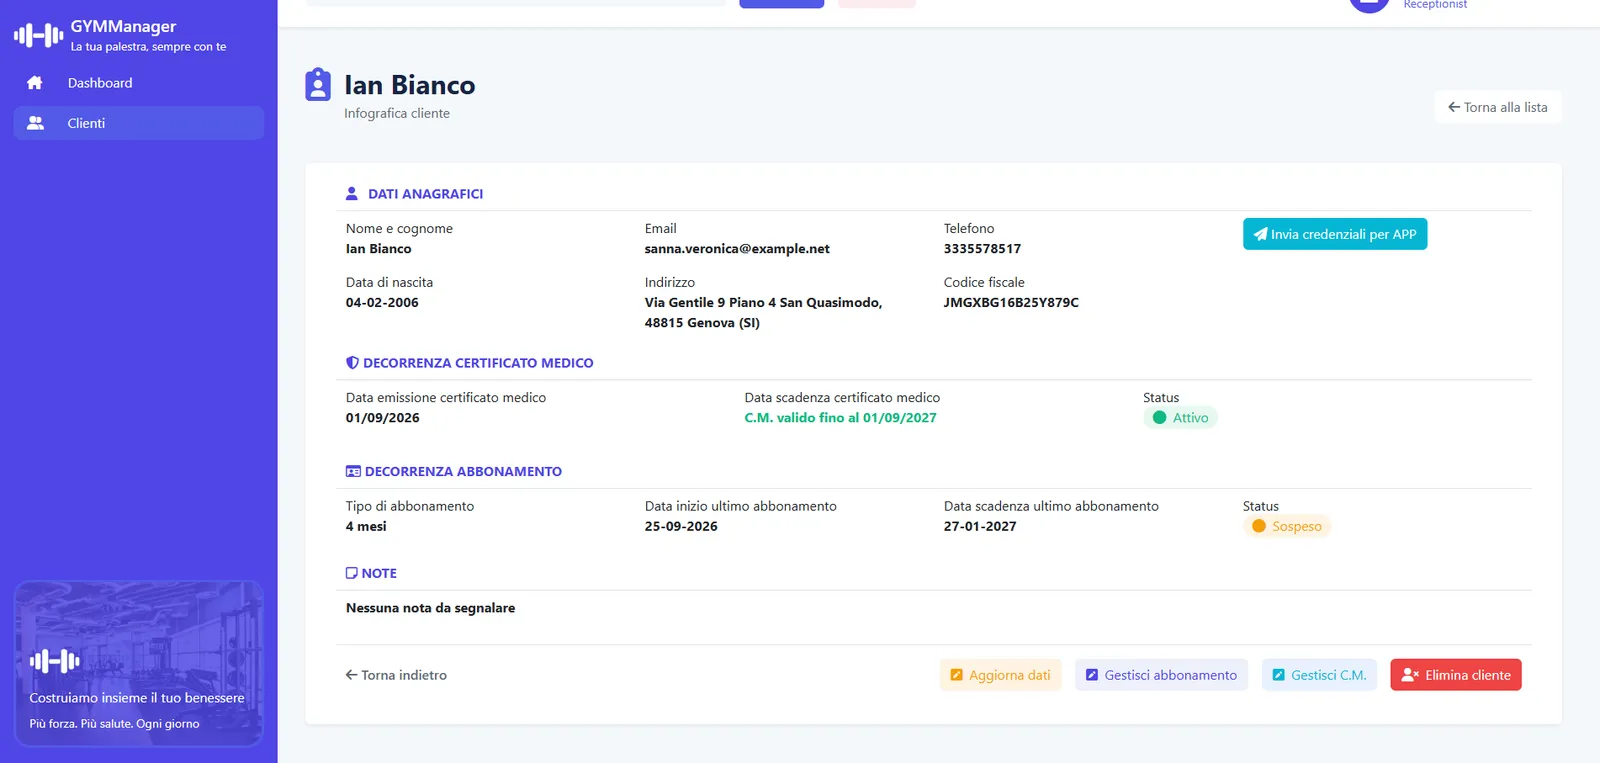 GYMManager
La tua palestra, sempre con te
Dashboard
Clienti
Receptionist
Ian Bianco
Infografica cliente
Torna alla lista
DATI ANAGRAFICI
Nome e cognome
Ian Bianco
Email
sanna.veronica@example.net
Telefono
3335578517
Invia credenziali per APP
Data di nascita
04-02-2006
Indirizzo
Via Gentile 9 Piano 4 San Quasimodo,
48815 Genova (SI)
Codice fiscale
JMGXBG16B25Y879C
DECORRENZA CERTIFICATO MEDICO
Data emissione certificato medico
01/09/2026
Data scadenza certificato medico
C.M. valido fino al 01/09/2027
Status
Attivo
DECORRENZA ABBONAMENTO
Tipo di abbonamento
4 mesi
Data inizio ultimo abbonamento
25-09-2026
Data scadenza ultimo abbonamento
27-01-2027
Status
Sospeso
NOTE
Nessuna nota da segnalare
Torna indietro
Aggiorna dati
Gestisci abbonamento
Gestisci C.M.
Elimina cliente
Costruiamo insieme il tuo benessere
Più forza. Più salute. Ogni giorno